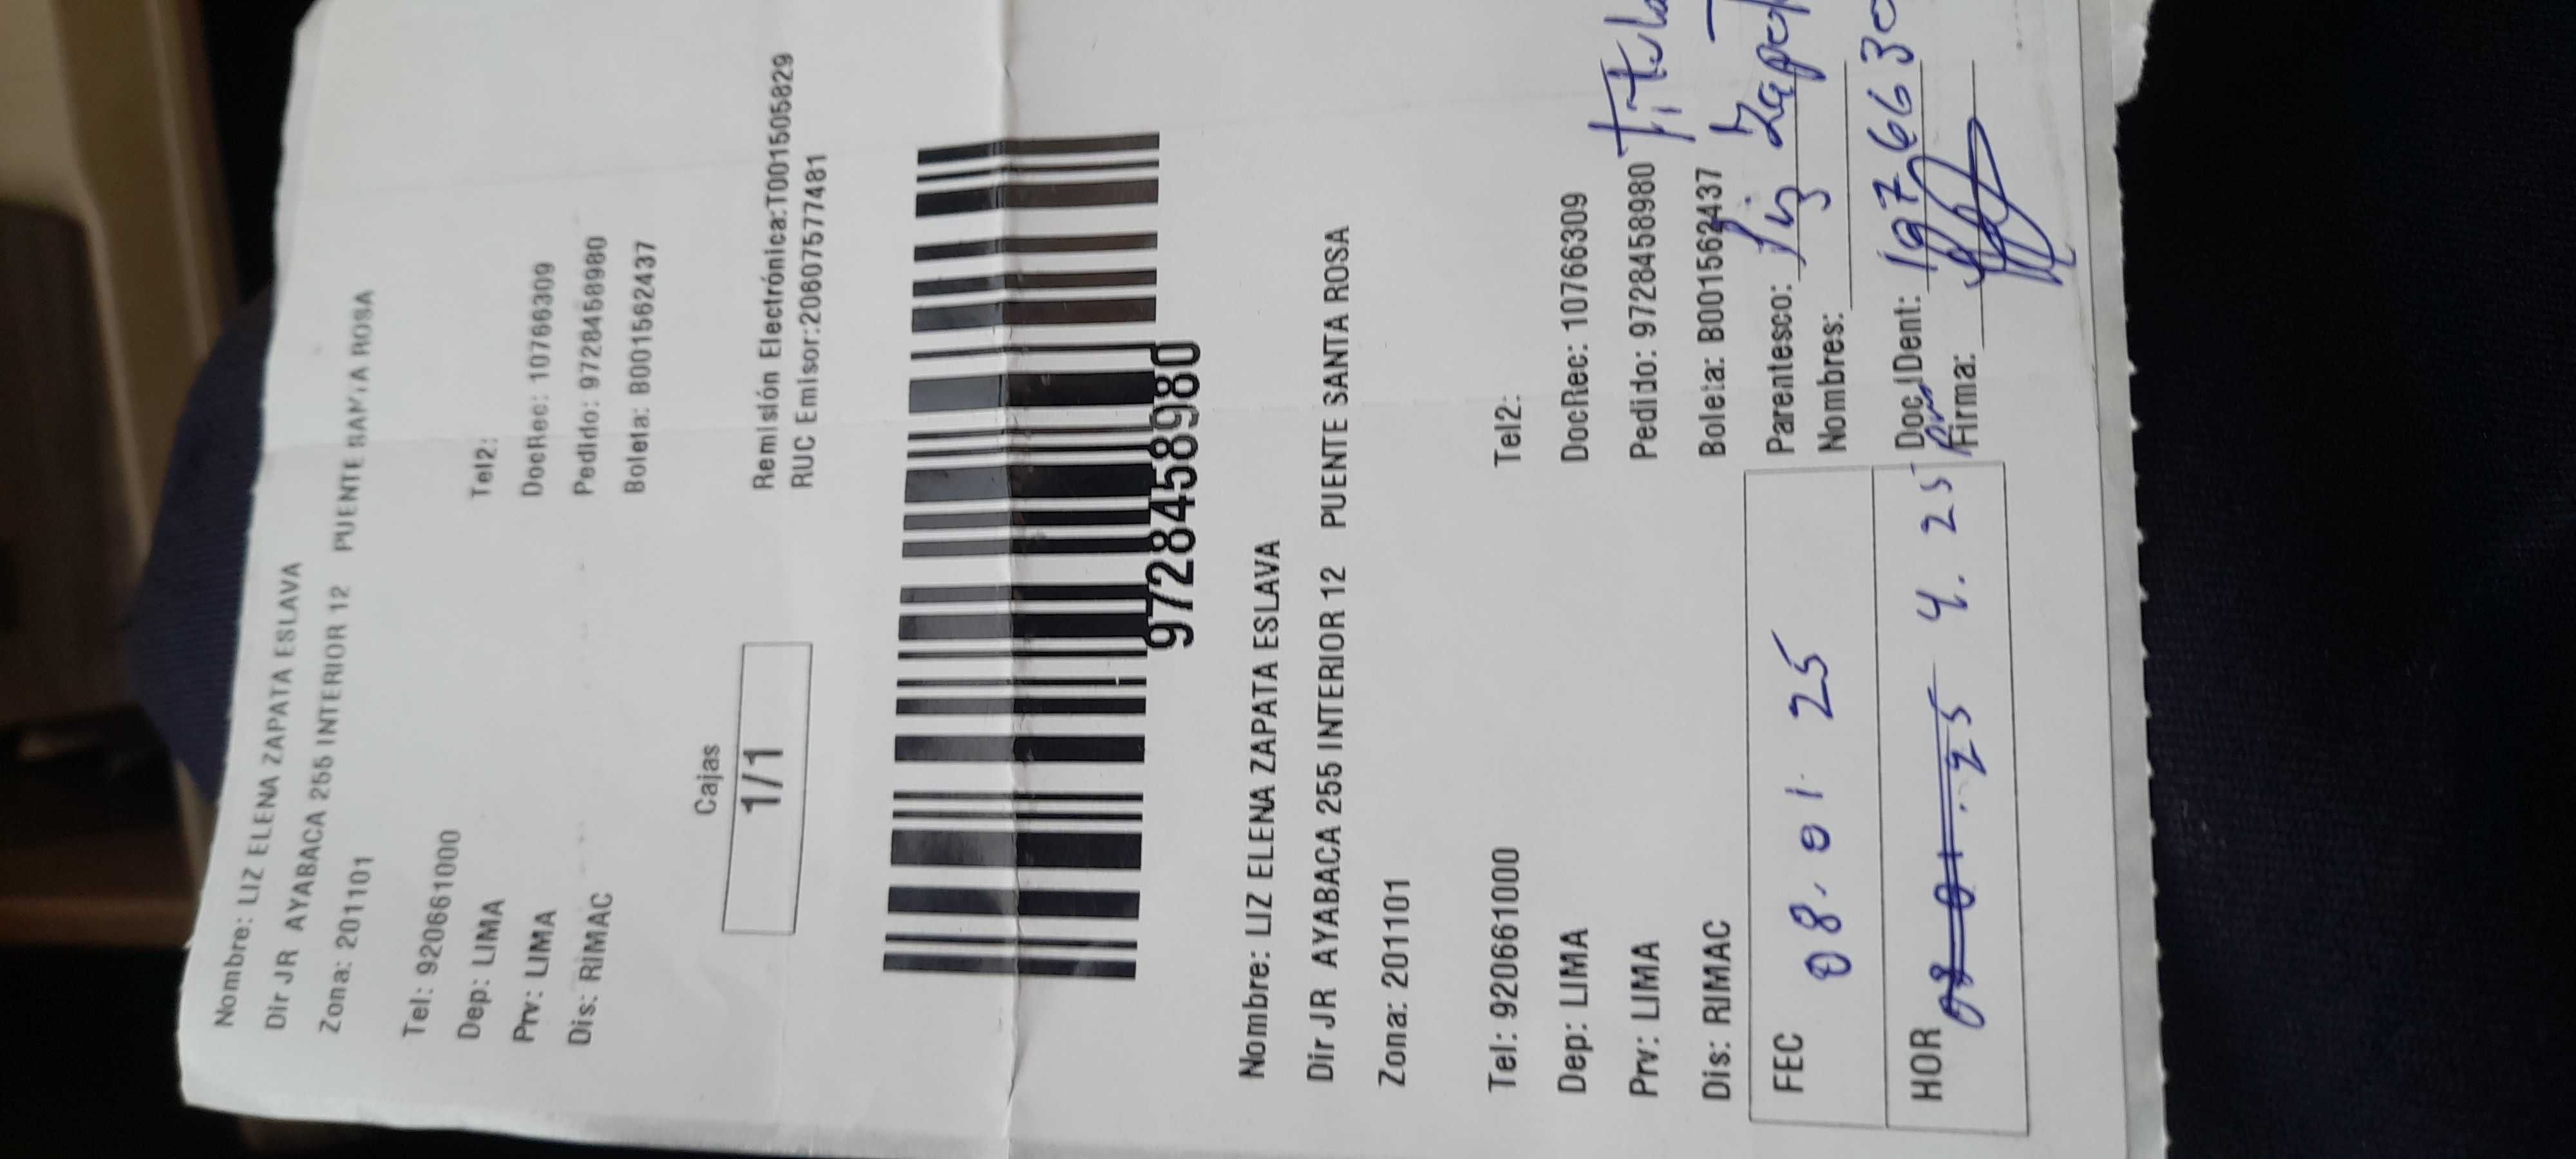 Nombre: LIZ ELENA ZAPATA ESLAVA
Dir JR AYABACA 255 INTERIOR 12 PUENTE SANTA ROSA
Zona: 201101
Tel: 920661000 Tel2:
Dep: LIMA DocRec: 10766309
Prv: LIMA Pedido: 9728458980
Dis: RIMAC Boleta: B001562437
Cajas
1/1
Remisión Electrónica:T001505829
RUC Emisor:20607577481
9728458980
Nombre: LIZ ELENA ZAPATA ESLAVA
Dir JR AYABACA 255 INTERIOR 12 PUENTE SANTA ROSA
Zona: 201101
Tel: 920661000 Tel2:
Dep: LIMA DocRec: 10766309
Prv: LIMA Pedido: 9728458980
Dis: RIMAC Boleta: B001562437
FEC 08.01.25
Parentesco: Liz
Nombres:
HOR 08 01.25 4.25
Doc.IDent:
Firma: